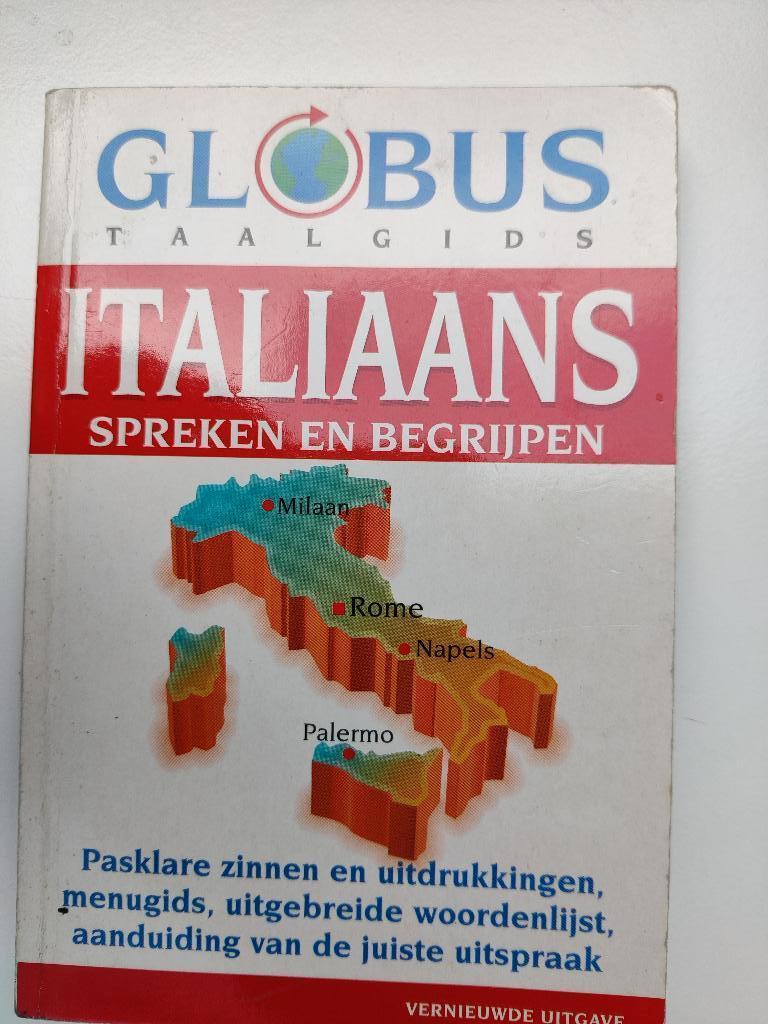 GLOBUS
TAALGIDS
ITALIAANS
SPREKEN EN BEGRIJPEN
Milaan
Rome
Napels
Palermo
Pasklare zinnen en uitdrukkingen,
menugids, uitgebreide woordenlijst,
aanduiding van de juiste uitspraak
VERNIEUWDE UITGAVE